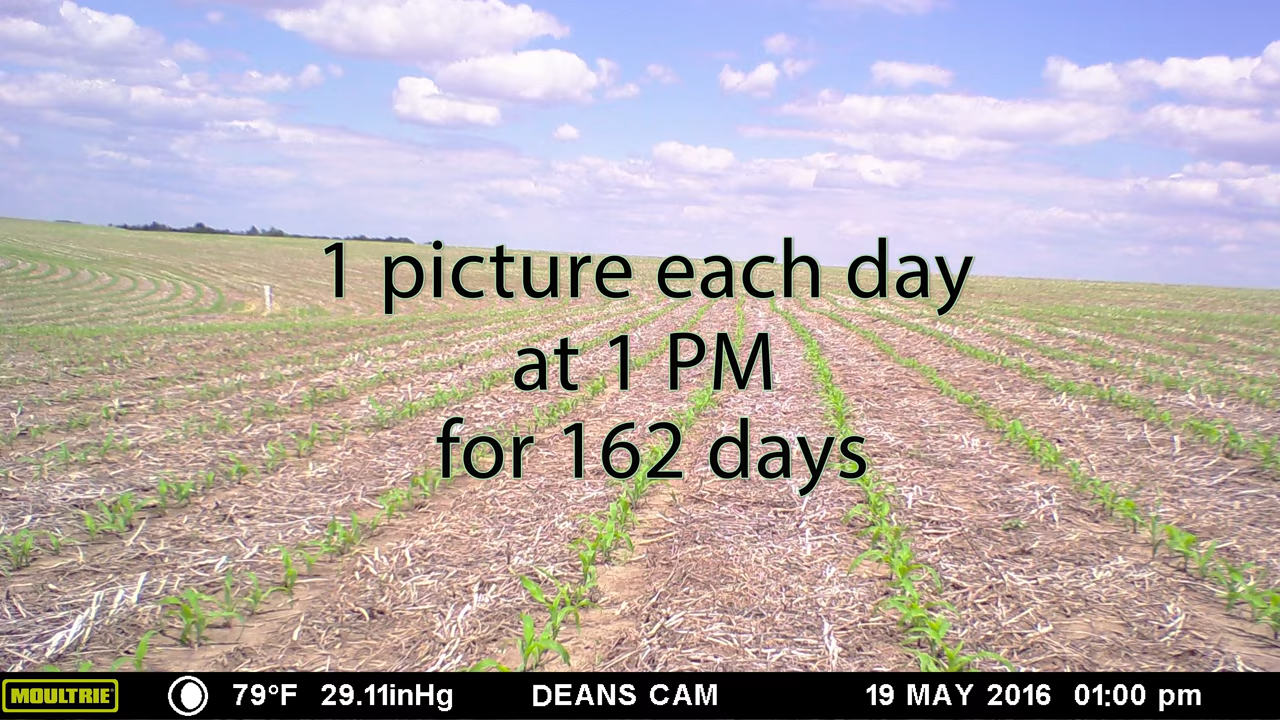 1 picture each day
at 1 PM
for 162 days
MOULTRIE 79°F 29.11inHg DEANS CAM 19 MAY 2016 01:00 pm